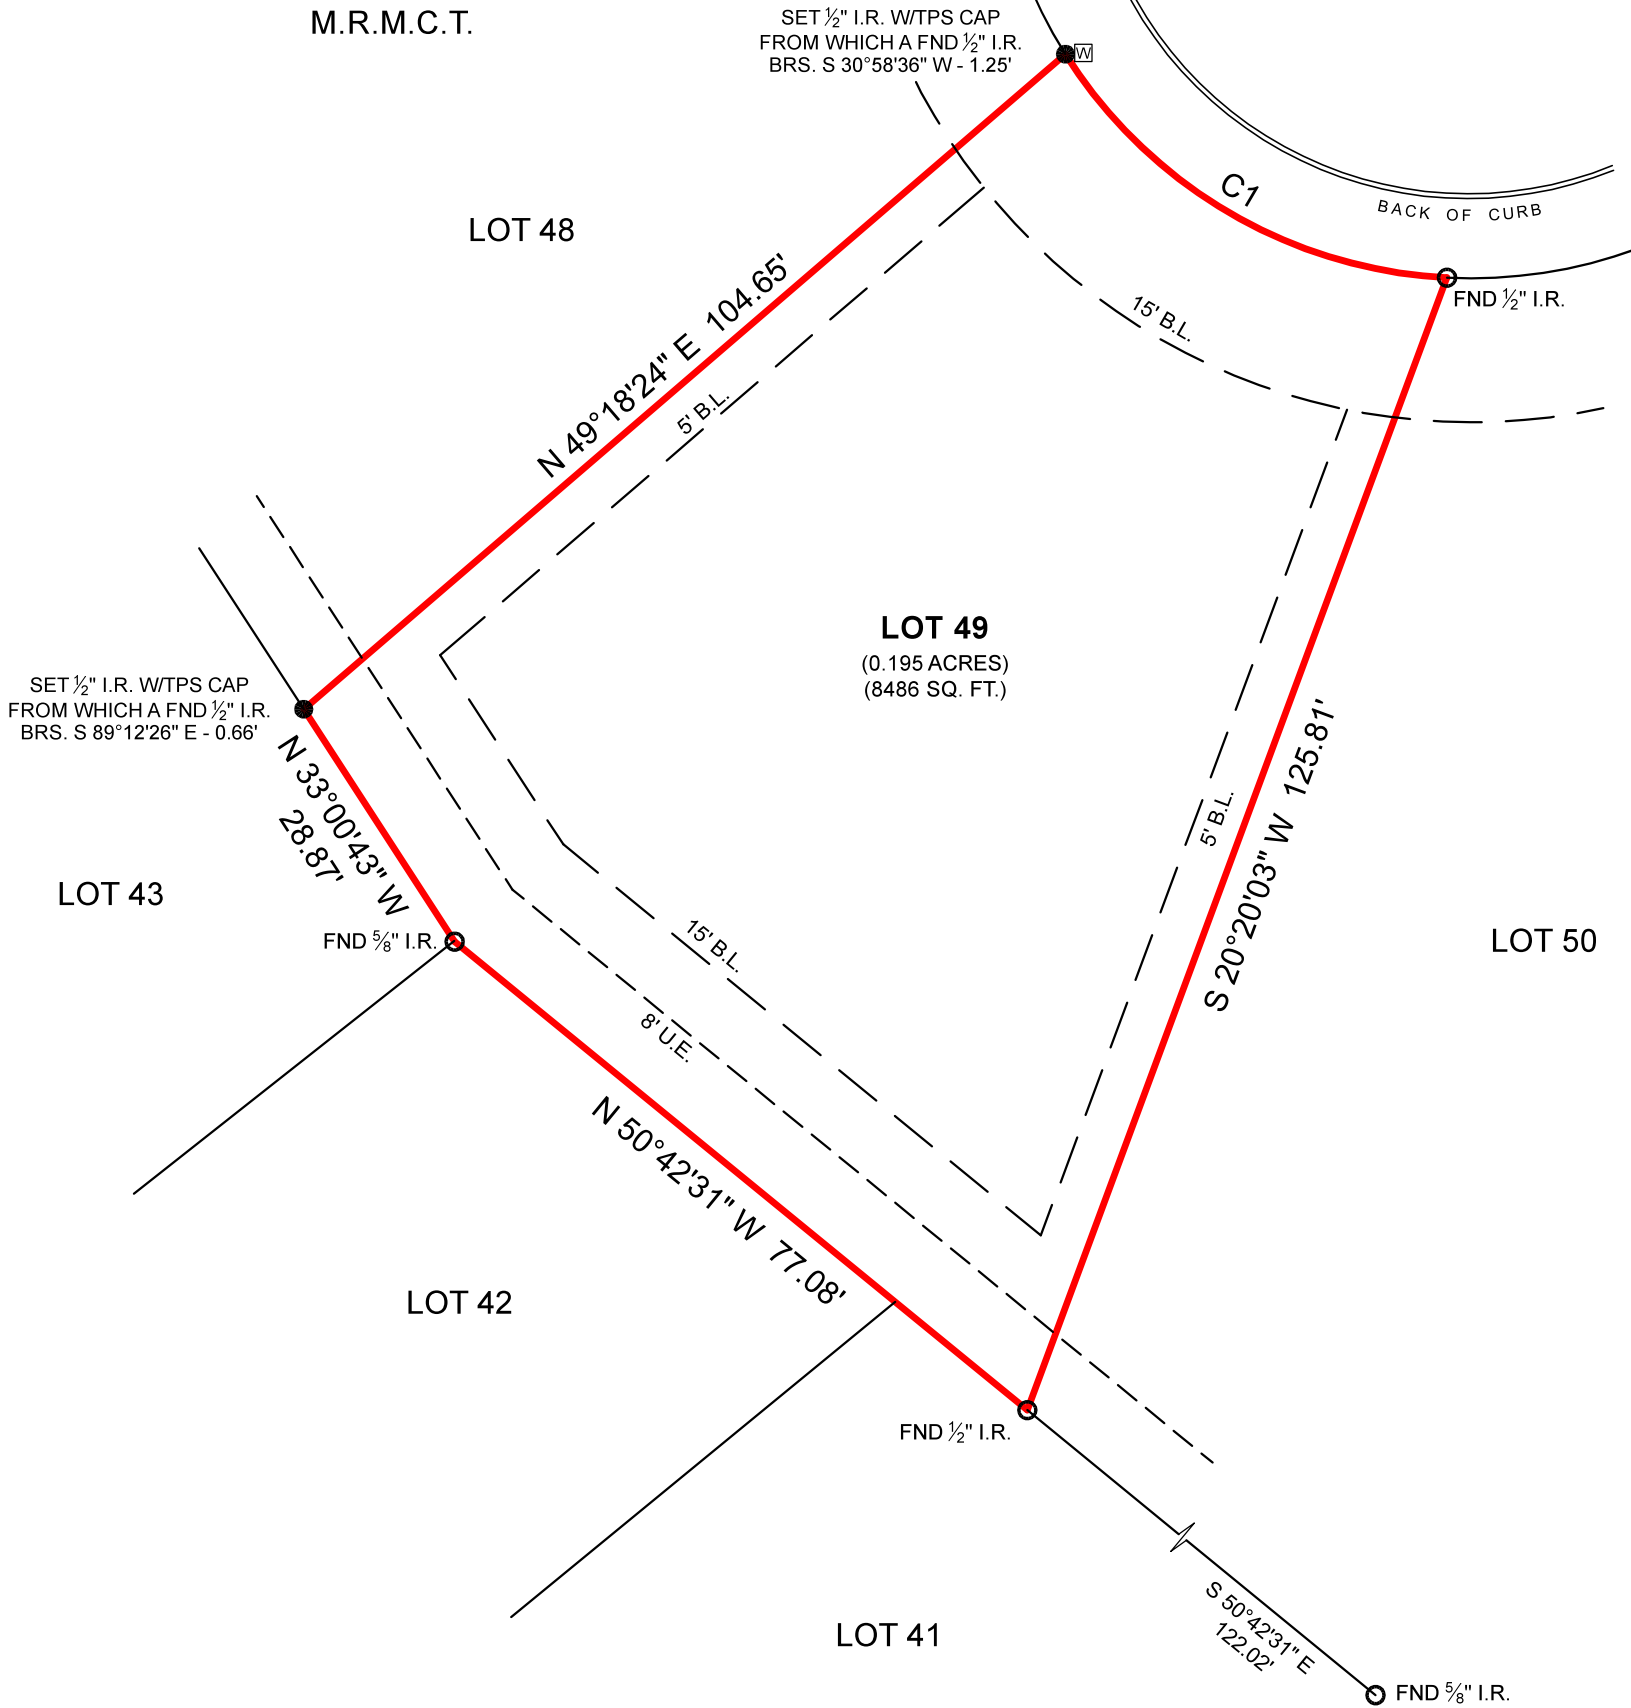 M.R.M.C.T.
SET ½" I.R. W/TPS CAP
FROM WHICH A FND ½" I.R.
BRS. S 30°58'36" W - 1.25'
W
C1
BACK OF CURB
LOT 48
FND ½" I.R.
15' B.L.
N 49°18'24" E 104.65'
5' B.L.
LOT 49
(0.195 ACRES)
(8486 SQ. FT.)
SET ½" I.R. W/TPS CAP
FROM WHICH A FND ½" I.R.
BRS. S 89°12'26" E - 0.66'
N 33°00'43" W
28.87'
5' B.L.
S 20°20'03" W 125.81'
LOT 43
FND ⅝" I.R.
15' B.L.
LOT 50
8' U.E.
N 50°42'31" W 77.08'
LOT 42
FND ½" I.R.
LOT 41
S 50°42'31" E
122.02'
FND ⅝" I.R.